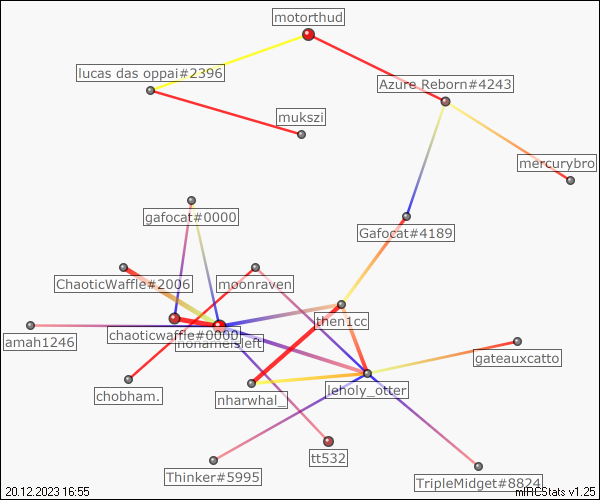 motorthud
lucas das oppai#2396
Azure Reborn#4243
mukszi
mercurybro
gafocat#0000
Gafocat#4189
ChaoticWaffle#2006
moonraven
then1cc
chaoticwaffle#0000
nonameisleft
amah1246
gateauxcatto
chobham.
nharwhal_
leholy_otter
tt532
Thinker#5995
TripleMidget#8824
20.12.2023 16:55
mIRCStats v1.25